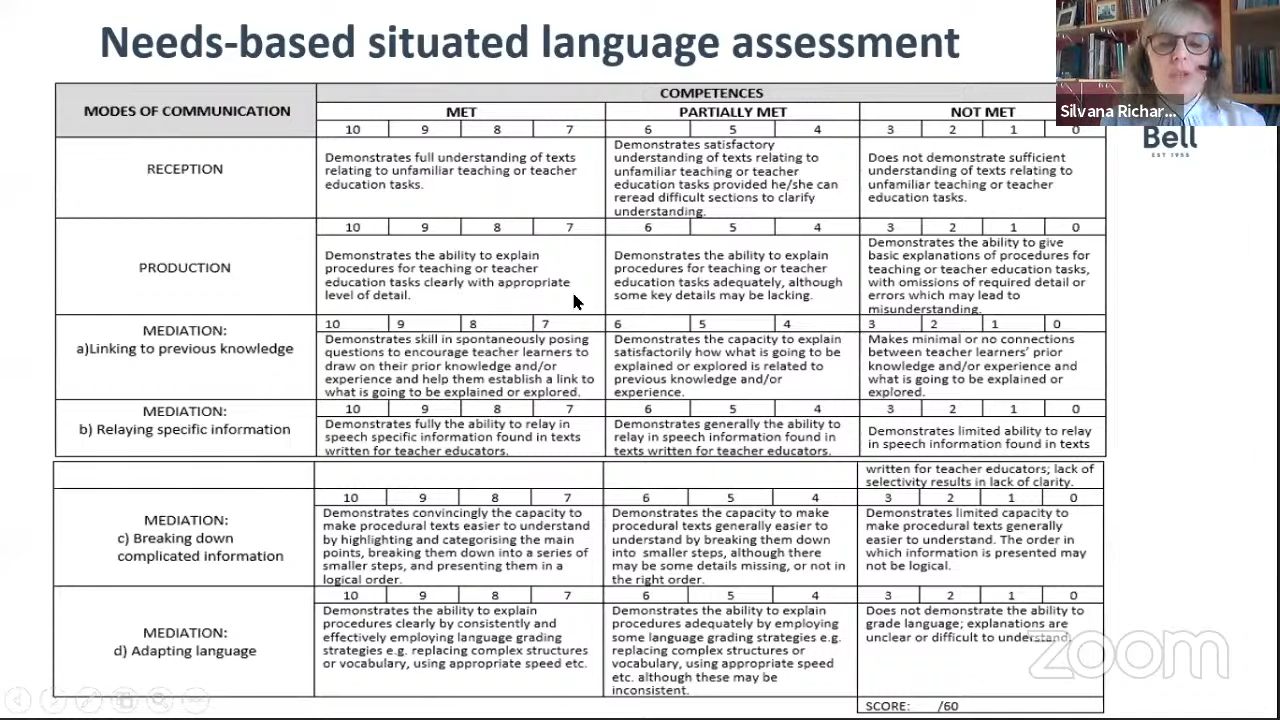 Needs-based situated language assessment
Silvana Richar...
Bell
EST 1955
MODES OF COMMUNICATION
COMPETENCES
MET
PARTIALLY MET
NOT MET
10 9 8 7 6 5 4 3 2 1 0
RECEPTION
Demonstrates full understanding of texts
relating to unfamiliar teaching or teacher
education tasks.
Demonstrates satisfactory
understanding of texts relating to
unfamiliar teaching or teacher
education tasks provided he/she can
reread difficult sections to clarify
understanding.
Does not demonstrate sufficient
understanding of texts relating to
unfamiliar teaching or teacher
education tasks.
10 9 8 7 6 5 4 3 2 1 0
PRODUCTION
Demonstrates the ability to explain
procedures for teaching or teacher
education tasks clearly with appropriate
level of detail.
Demonstrates the ability to explain
procedures for teaching or teacher
education tasks adequately, although
some key details may be lacking.
Demonstrates the ability to give
basic explanations of procedures for
teaching or teacher education tasks,
with omissions of required detail or
errors which may lead to
misunderstanding.
10 9 8 7 6 5 4 3 2 1 0
MEDIATION:
a)Linking to previous knowledge
Demonstrates skill in spontaneously posing
questions to encourage teacher learners to
draw on their prior knowledge and/or
experience and help them establish a link to
what is going to be explained or explored.
Demonstrates the capacity to explain
satisfactorily how what is going to be
explained or explored is related to
previous knowledge and/or
experience.
Makes minimal or no connections
between teacher learners' prior
knowledge and/or experience and
what is going to be explained or
explored.
10 9 8 7 6 5 4 3 2 1 0
MEDIATION:
b) Relaying specific information
Demonstrates fully the ability to relay in
speech specific information found in texts
written for teacher educators.
Demonstrates generally the ability to
relay in speech information found in
texts written for teacher educators.
Demonstrates limited ability to relay
in speech information found in texts
written for teacher educators; lack of
selectivity results in lack of clarity.
10 9 8 7 6 5 4 3 2 1 0
MEDIATION:
c) Breaking down
complicated information
Demonstrates convincingly the capacity to
make procedural texts easier to understand
by highlighting and categorising the main
points, breaking them down into a series of
smaller steps, and presenting them in a
logical order.
Demonstrates the capacity to make
procedural texts generally easier to
understand by breaking them down
into smaller steps, although there
may be some details missing, or not in
the right order.
Demonstrates limited capacity to
make procedural texts generally
easier to understand. The order in
which information is presented may
not be logical.
10 9 8 7 6 5 4 3 2 1 0
MEDIATION:
d) Adapting language
Demonstrates the ability to explain
procedures clearly by consistently and
effectively employing language grading
strategies e.g. replacing complex structures
or vocabulary, using appropriate speed etc.
Demonstrates the ability to explain
procedures adequately by employing
some language grading strategies e.g.
replacing complex structures or
vocabulary, using appropriate speed
etc. although these may be
inconsistent.
Does not demonstrate the ability to
grade language; explanations are
unclear or difficult to understand.
SCORE: /60
zoom